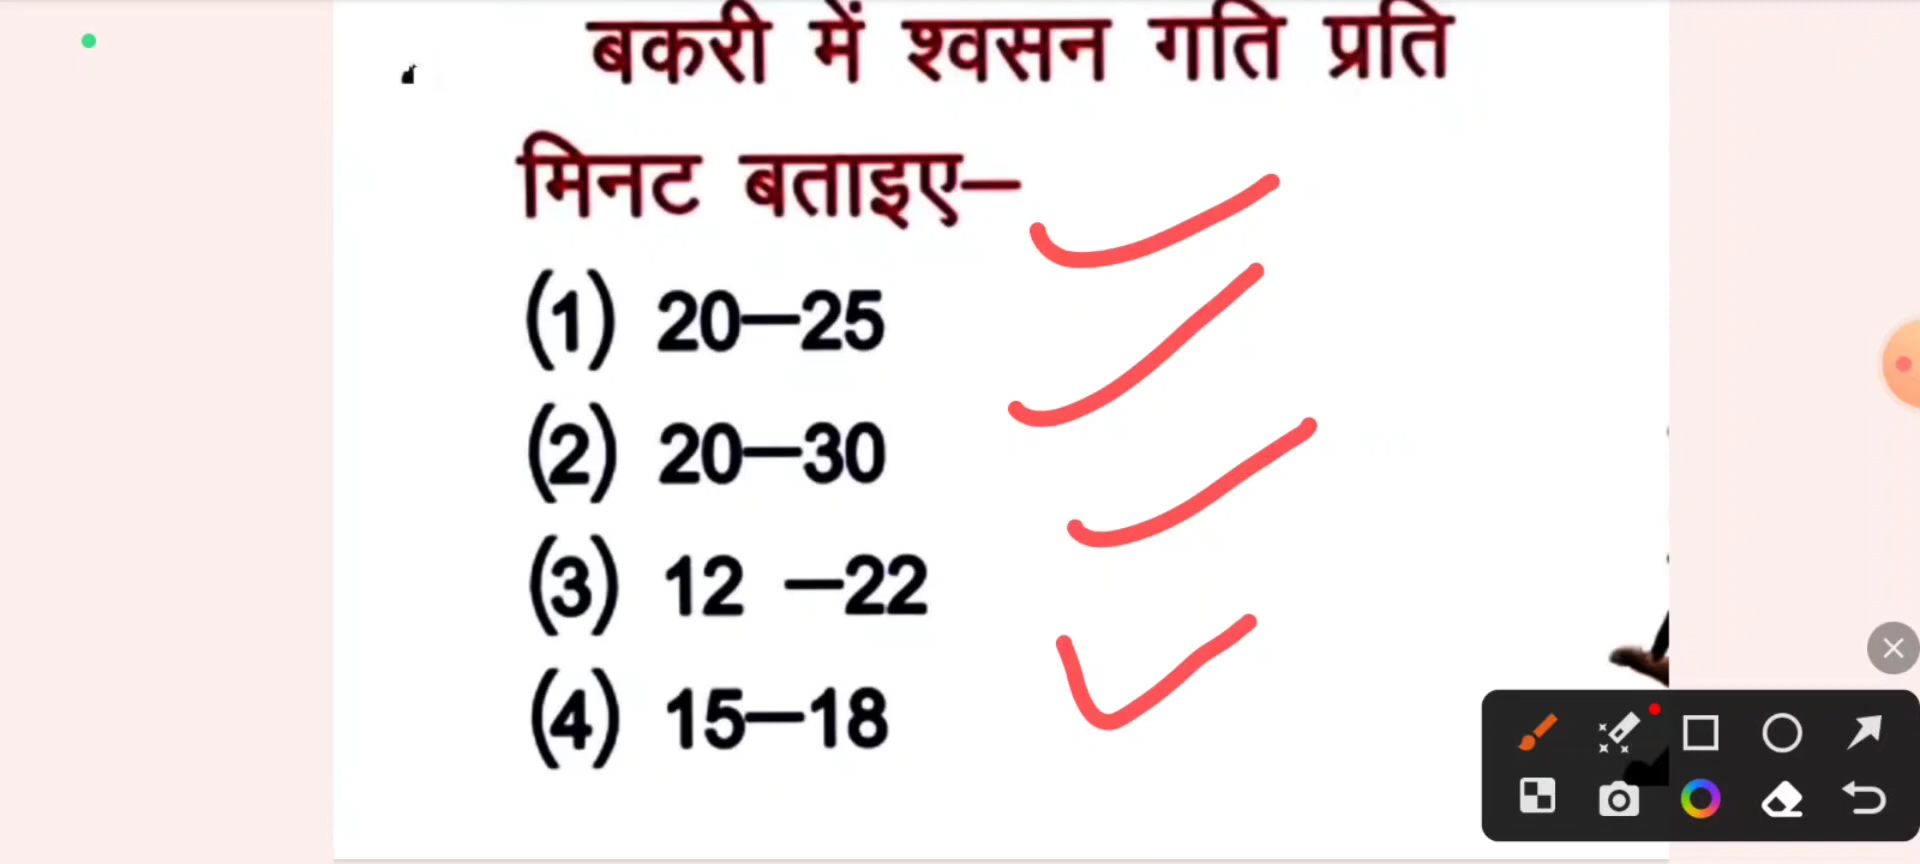 बकरी में श्वसन गति प्रति
मिनट बताइए–
(1) 20–25
(2) 20–30
(3) 12 –22
(4) 15–18